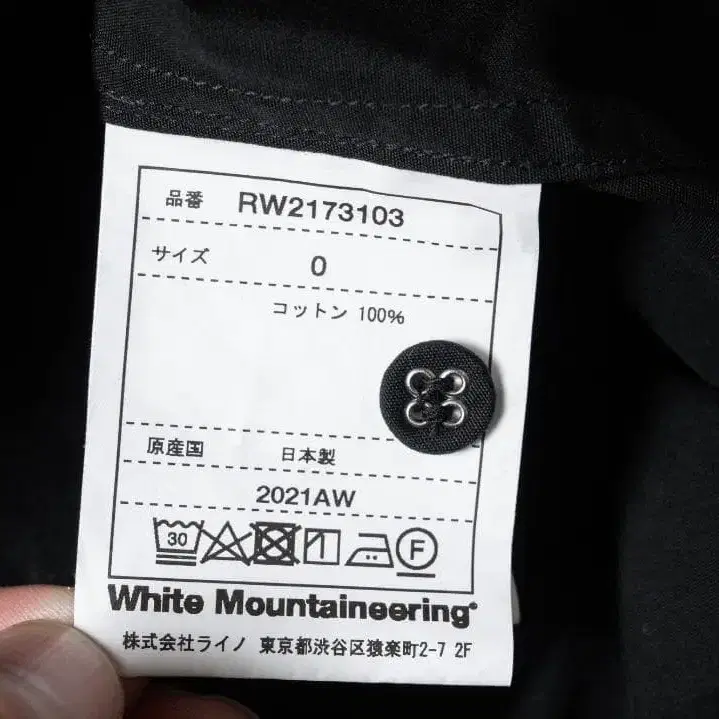 品番 RW2173103
サイズ 0
コットン 100%
原産国 日本製
2021AW
30 F
White Mountaineering®
株式会社ライノ 東京都渋谷区猿楽町2-7 2F